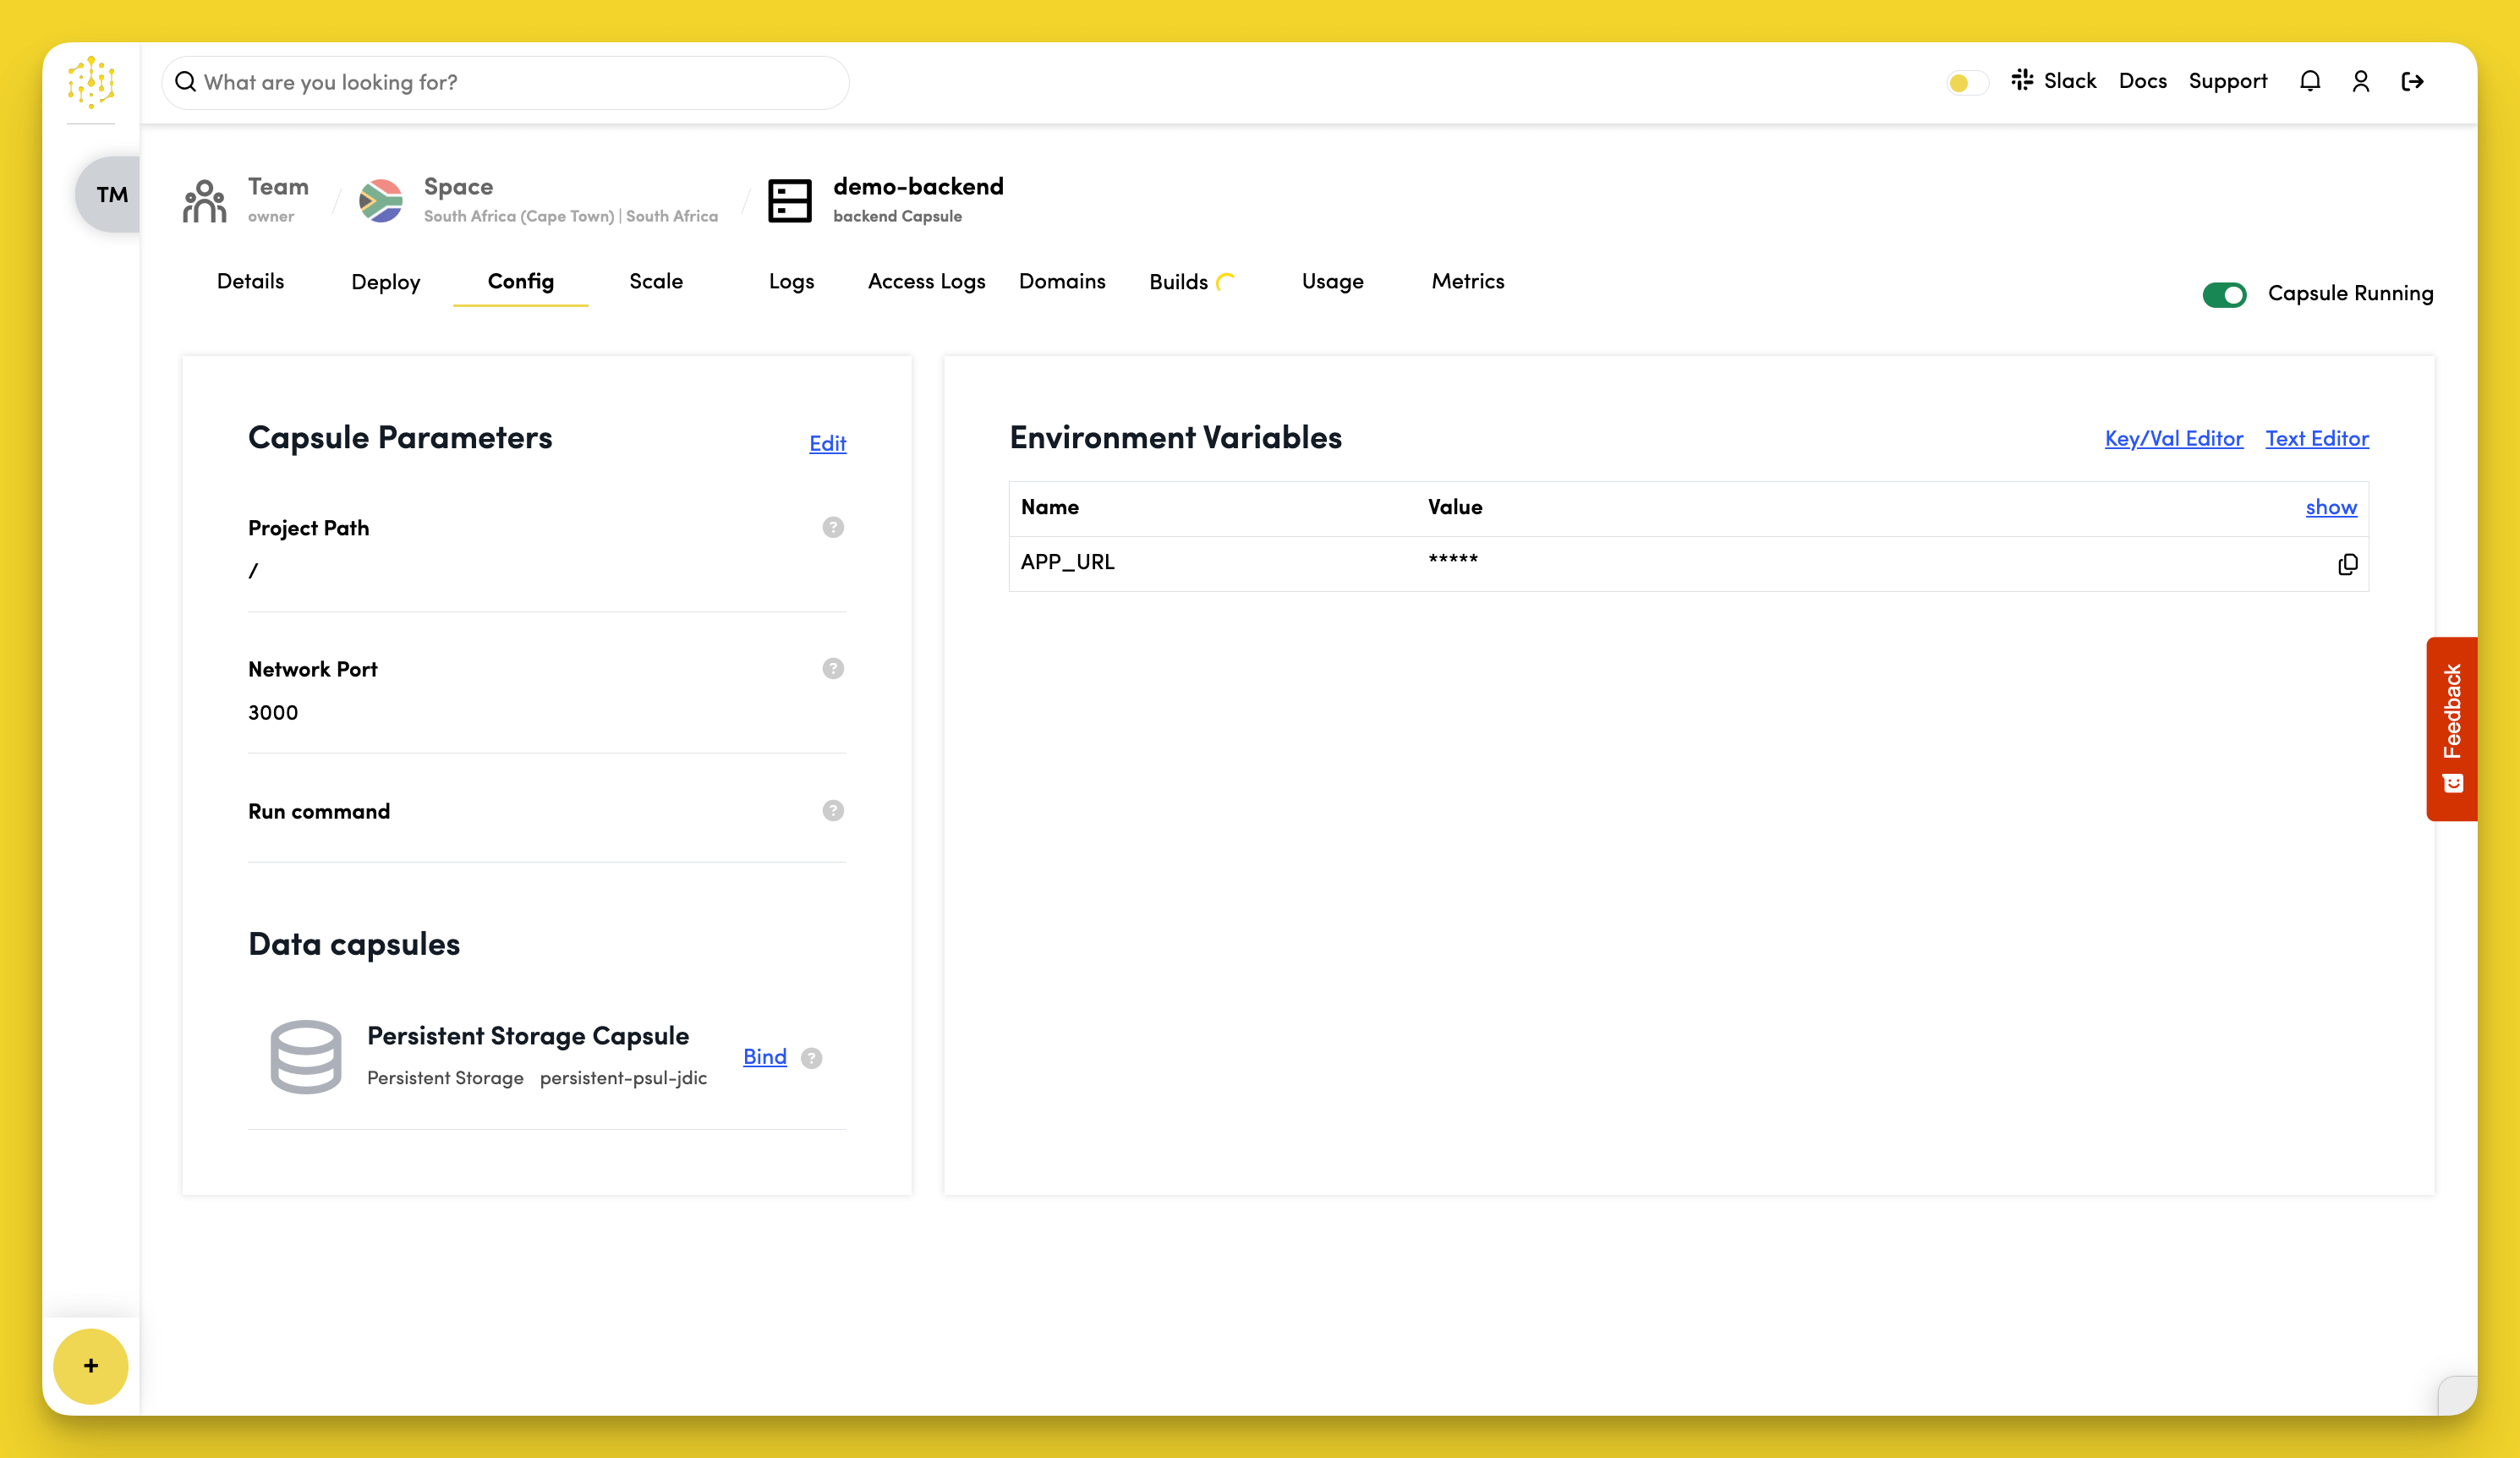 What are you looking for?
Slack Docs Support
TM
Team
owner
Space
South Africa (Cape Town) | South Africa
demo-backend
backend Capsule
Details Deploy Config Scale Logs Access Logs Domains Builds Usage Metrics
Capsule Running
Capsule Parameters
Edit
Project Path
?
/
Network Port
?
3000
Run command
?
Data capsules
Persistent Storage Capsule
Persistent Storage persistent-psul-jdic
Bind
?
Environment Variables
Key/Val Editor Text Editor
Name Value show
APP_URL *****
Feedback
+